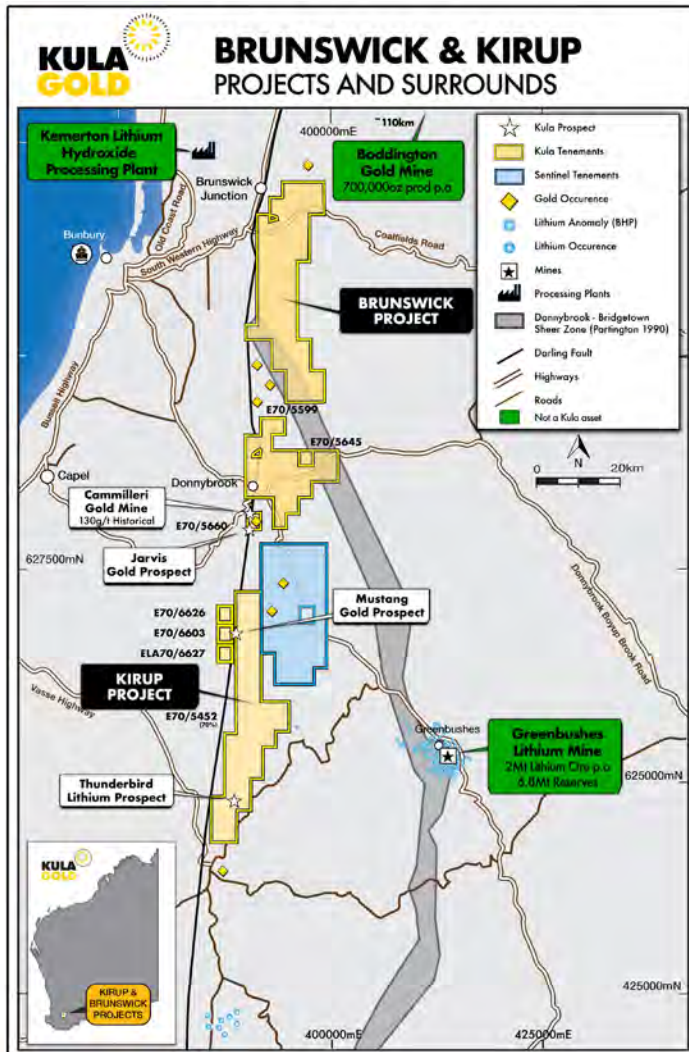 KULA
GOLD
BRUNSWICK & KIRUP
PROJECTS AND SURROUNDS
~110km
400000mE
Kemerton Lithium
Hydroxide
Processing Plant
Boddington
Gold Mine
700,000oz prod p.a
Brunswick
Junction
Old Coast Road
Bunbury
South Western Highway
Coalfields Road
BRUNSWICK
PROJECT
Bussell Highway
Kula Prospect
Kula Tenements
Sentinel Tenements
Gold Occurence
Lithium Anomaly (BHP)
Lithium Occurence
Mines
Processing Plants
Donnybrook - Bridgetown
Sheer Zone (Partington 1990)
Darling Fault
Highways
Roads
Not a Kula asset
N
0
20km
E70/5599
E70/5645
Capel
Donnybrook
Cammilleri
Gold Mine
130g/t Historical
E70/5660
Jarvis
Gold Prospect
627500mN
Donnybrook Boyup Brook Road
Mustang
Gold Prospect
E70/6626
E70/6603
ELA70/6627
KIRUP
PROJECT
Vasse Highway
E70/5452
(70%)
Greenbushes
Greenbushes
Lithium Mine
2Mt Lithium Ore p.a
6.8Mt Reserves
625000mN
Thunderbird
Lithium Prospect
KULA
GOLD
KIRUP &
BRUNSWICK
PROJECTS
425000mN
400000mE
425000mE